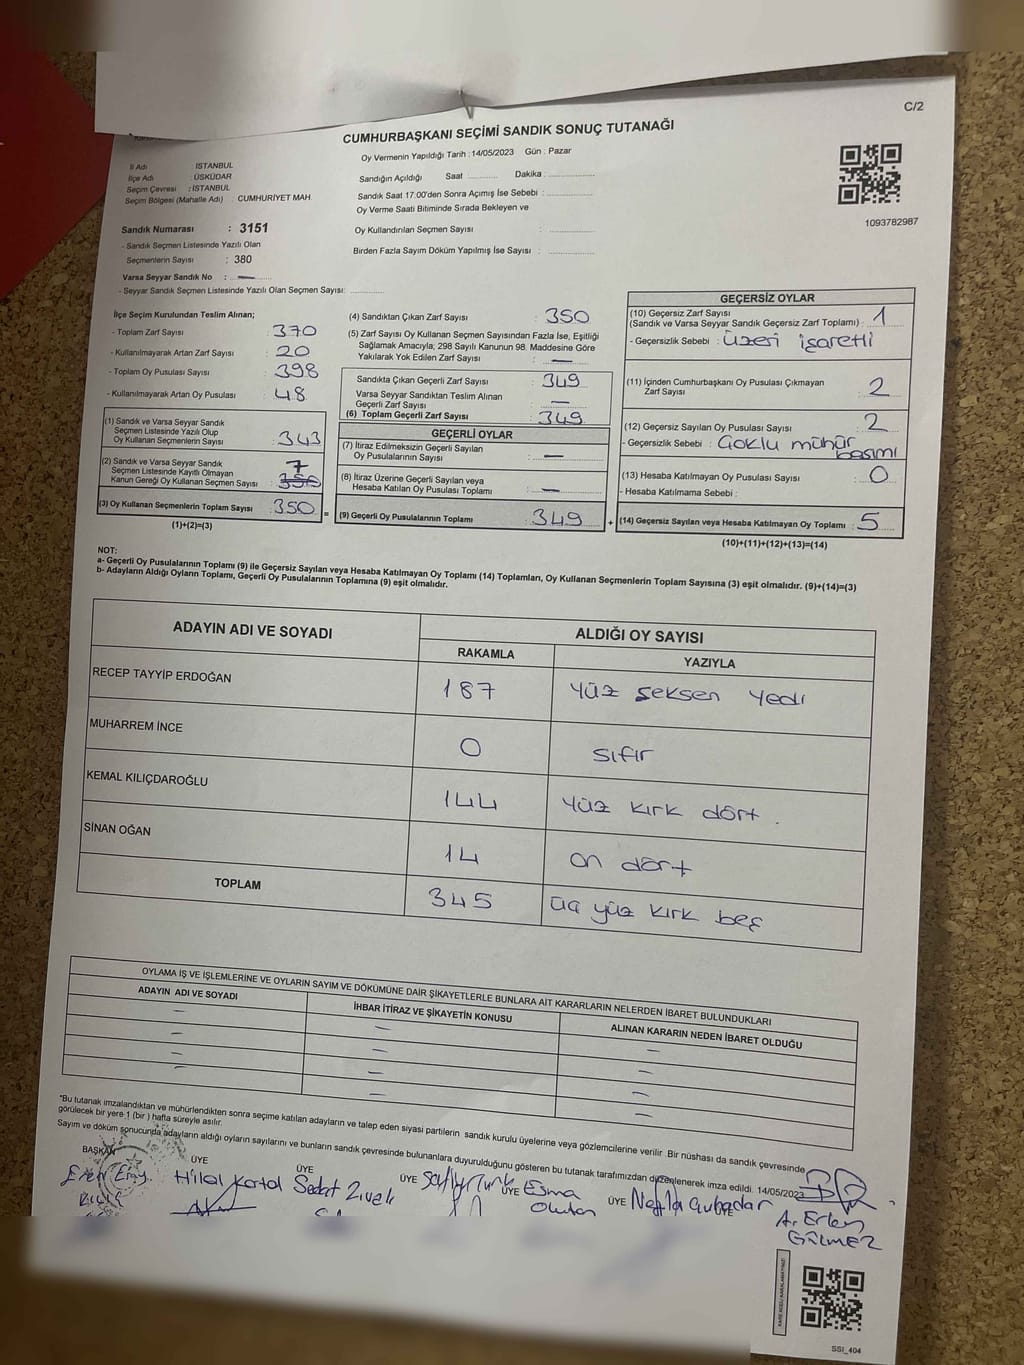 C/2
CUMHURBAŞKANI SEÇİMİ SANDIK SONUÇ TUTANAĞI
İl Adı : İSTANBUL
İlçe Adı : ÜSKÜDAR
Seçim Çevresi : İSTANBUL
Seçim Bölgesi (Mahalle Adı) : CUMHURİYET MAH.
Sandık Numarası : 3151
- Sandık Seçmen Listesinde Yazılı Olan
Seçmenlerin Sayısı : 380
Varsa Seyyar Sandık No : —
- Seyyar Sandık Seçmen Listesinde Yazılı Olan Seçmen Sayısı:
Oy Vermenin Yapıldığı Tarih : 14/05/2023 Gün : Pazar
Sandığın Açıldığı Saat Dakika :
Sandık Saat 17:00'den Sonra Açımış İse Sebebi :
Oy Verme Saati Bitiminde Sırada Bekleyen ve
Oy Kullandırılan Seçmen Sayısı :
Birden Fazla Sayım Döküm Yapılmış İse Sayısı :
1093782987
İlçe Seçim Kurulundan Teslim Alınan;
- Toplam Zarf Sayısı : 370
- Kullanılmayarak Artan Zarf Sayısı : 20
- Toplam Oy Pusulası Sayısı : 398
- Kullanılmayarak Artan Oy Pusulası : 48
(1) Sandık ve Varsa Seyyar Sandık
Seçmen Listesinde Yazılı Olup
Oy Kullanan Seçmenlerin Sayısı : 343
(2) Sandık ve Varsa Seyyar Sandık
Seçmen Listesinde Kayıtlı Olmayan
Kanun Gereği Oy Kullanan Seçmen Sayısı : 7 350
(3) Oy Kullanan Seçmenlerin Toplam Sayısı : 350
(1)+(2)=(3)
=
(4) Sandıktan Çıkan Zarf Sayısı : 350
(5) Zarf Sayısı Oy Kullanan Seçmen Sayısından Fazla İse, Eşitliği
Sağlamak Amacıyla; 298 Sayılı Kanunun 98. Maddesine Göre
Yakılarak Yok Edilen Zarf Sayısı : —
Sandıkta Çıkan Geçerli Zarf Sayısı : 349
Varsa Seyyar Sandıktan Teslim Alınan
Geçerli Zarf Sayısı : —
(6) Toplam Geçerli Zarf Sayısı : 349
GEÇERLİ OYLAR
(7) İtiraz Edilmeksizin Geçerli Sayılan
Oy Pusulalarının Sayısı : —
(8) İtiraz Üzerine Geçerli Sayılan veya
Hesaba Katılan Oy Pusulası Toplamı : —
(9) Geçerli Oy Pusulalarının Toplamı : 349
+
GEÇERSİZ OYLAR
(10) Geçersiz Zarf Sayısı
(Sandık ve Varsa Seyyar Sandık Geçersiz Zarf Toplamı) : 1
- Geçersizlik Sebebi : Üzeri işaretli
(11) İçinden Cumhurbaşkanı Oy Pusulası Çıkmayan
Zarf Sayısı : 2
(12) Geçersiz Sayılan Oy Pusulası Sayısı : 2
- Geçersizlik Sebebi : Çoklu mühür
basımı
(13) Hesaba Katılmayan Oy Pusulası Sayısı : 0
- Hesaba Katılmama Sebebi :
(14) Geçersiz Sayılan veya Hesaba Katılmayan Oy Toplamı : 5
(10)+(11)+(12)+(13)=(14)
NOT:
a- Geçerli Oy Pusulalarının Toplamı (9) ile Geçersiz Sayılan veya Hesaba Katılmayan Oy Toplamı (14) Toplamları, Oy Kullanan Seçmenlerin Toplam Sayısına (3) eşit olmalıdır. (9)+(14)=(3)
b- Adayların Aldığı Oyların Toplamı, Geçerli Oy Pusulalarının Toplamına (9) eşit olmalıdır.
ADAYIN ADI VE SOYADI ALDIĞI OY SAYISI
RAKAMLA YAZIYLA
RECEP TAYYİP ERDOĞAN 187 Yüz seksen yedi
MUHARREM İNCE 0 sıfır
KEMAL KILIÇDAROĞLU 144 Yüz kırk dört .
SİNAN OĞAN 14 on dört
TOPLAM 345 üç yüz kırk beş
OYLAMA İŞ VE İŞLEMLERİNE VE OYLARIN SAYIM VE DÖKÜMÜNE DAİR ŞİKAYETLERLE BUNLARA AİT KARARLARIN NELERDEN İBARET BULUNDUKLARI
ADAYIN ADI VE SOYADI İHBAR İTİRAZ VE ŞİKAYETİN KONUSU ALINAN KARARIN NEDEN İBARET OLDUĞU
— — —
— — —
— — —
— — —
"Bu tutanak imzalandıktan ve mühürlendikten sonra seçime katılan adayların ve talep eden siyasi partilerin sandık kurulu üyelerine veya gözlemcilerine verilir. Bir nüshası da sandık çevresinde
görülecek bir yere 1 (bir) hafta süreyle asılır.
Sayım ve döküm sonucunda adayların aldığı oyların sayılarını ve bunların sandık çevresinde bulunanlara duyurulduğunu gösteren bu tutanak tarafımızdan düzenlenerek imza edildi. 14/05/2023
BAŞKAN ÜYE ÜYE ÜYE ÜYE ÜYE ÜYE
Hilal Kartal Sedat Esma
A. Erten
GÜLMEZ
SSI_404